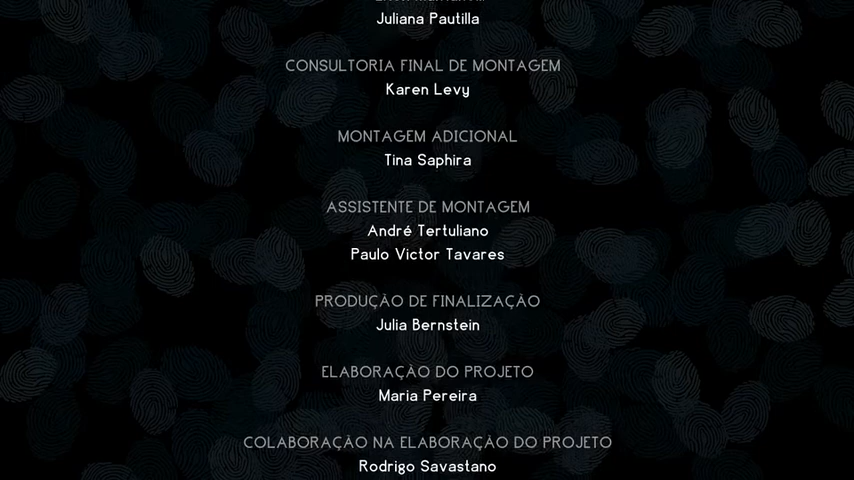 Juliana Pautilla
CONSULTORIA FINAL DE MONTAGEM
Karen Levy
MONTAGEM ADICIONAL
Tina Saphira
ASSISTENTE DE MONTAGEM
André Tertuliano
Paulo Victor Tavares
PRODUÇÃO DE FINALIZAÇÃO
Julia Bernstein
ELABORAÇÃO DO PROJETO
Maria Pereira
COLABORAÇÃO NA ELABORAÇÃO DO PROJETO
Rodrigo Savastano